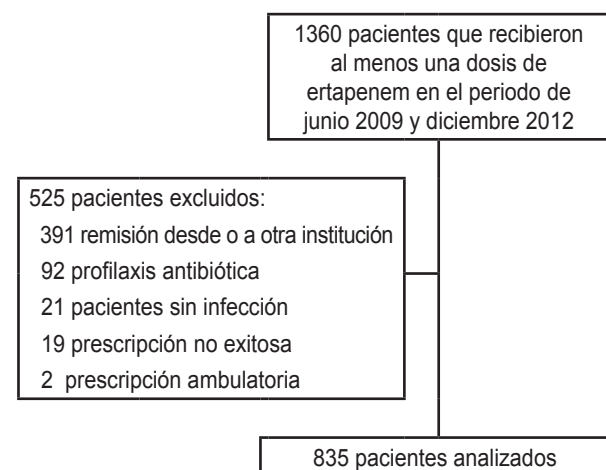 1360 pacientes que recibieron
al menos una dosis de
ertapenem en el periodo de
junio 2009 y diciembre 2012
525 pacientes excluidos:
391 remisión desde o a otra institución
92 profilaxis antibiótica
21 pacientes sin infección
19 prescripción no exitosa
2 prescripción ambulatoria
835 pacientes analizados